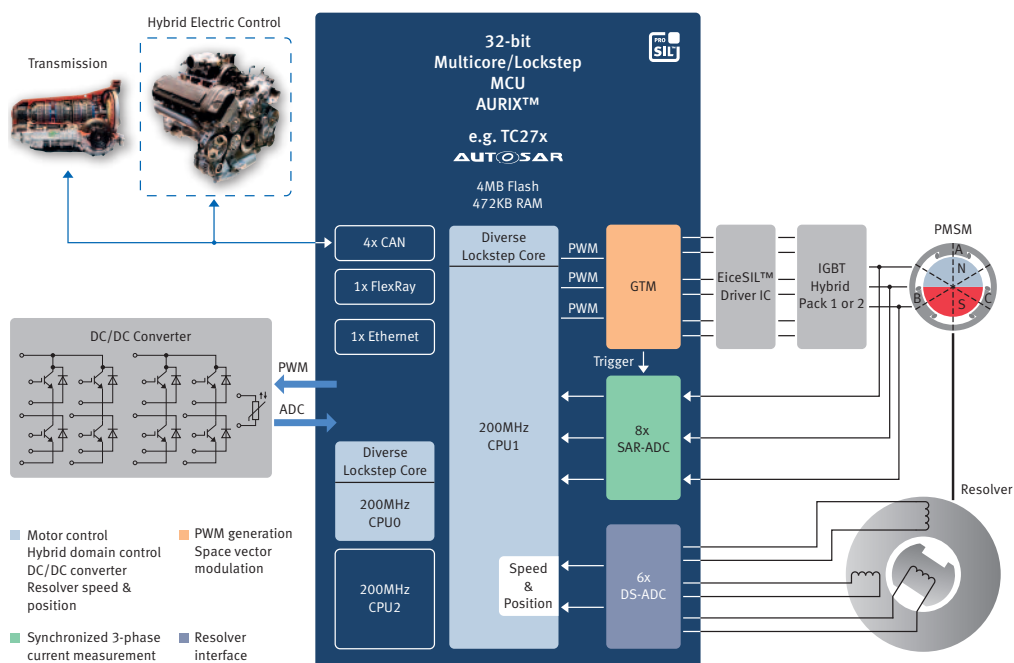 Hybrid Electric Control
Transmission
32-bit
Multicore/Lockstep
MCU
AURIX™
e.g. TC27x
AUTOSAR
4MB Flash
472KB RAM
PRO
SIL
4x CAN
1x FlexRay
1x Ethernet
Diverse
Lockstep Core
200MHz
CPU1
PWM
PWM
PWM
GTM
EiceSIL™
Driver IC
IGBT
Hybrid
Pack 1 or 2
PMSM
A
N
B
S
C
DC/DC Converter
PWM
ADC
Trigger
8x
SAR-ADC
Diverse
Lockstep Core
200MHz
CPU0
200MHz
CPU2
Speed
&
Position
6x
DS-ADC
Resolver
Motor control
Hybrid domain control
DC/DC converter
Resolver speed &
position
PWM generation
Space vector
modulation
Synchronized 3-phase
current measurement
Resolver
interface